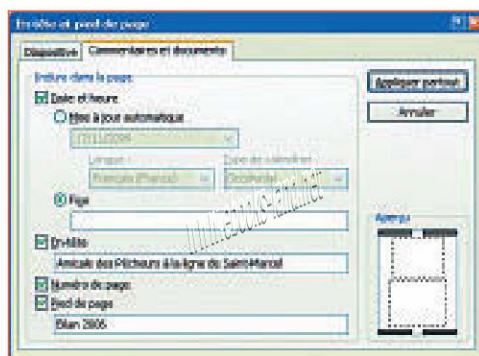 En-tête et pied de page
Diapositive Commentaires et documents
Inclure dans la page
Appliquer partout
Date et heure
Annuler
Mise à jour automatique
Langue : Type de calendrier
Français (France) Occidental
Fixe
Aperçu
En-tête
Amicale des Pêcheurs à la ligne de Saint-Marcel
Numéro de page
Pied de page
Bilan 2006